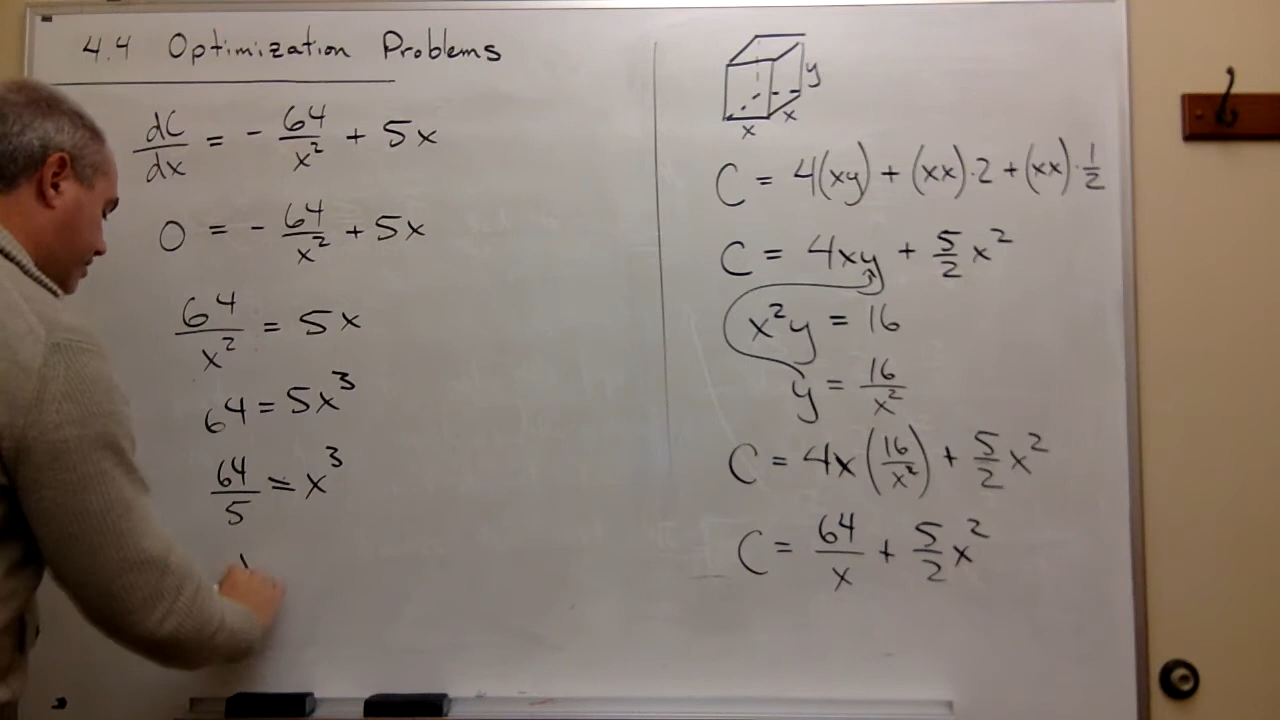 4.4 Optimization Problems
dC/dx = - 64/x² + 5x
0 = - 64/x² + 5x
64/x² = 5x
64 = 5x³
64/5 = x³
y
x x
C = 4(xy) + (xx)·2 + (xx)·1/2
C = 4xy + 5/2 x²
x²y = 16
y = 16/x²
C = 4x(16/x²) + 5/2 x²
C = 64/x + 5/2 x²